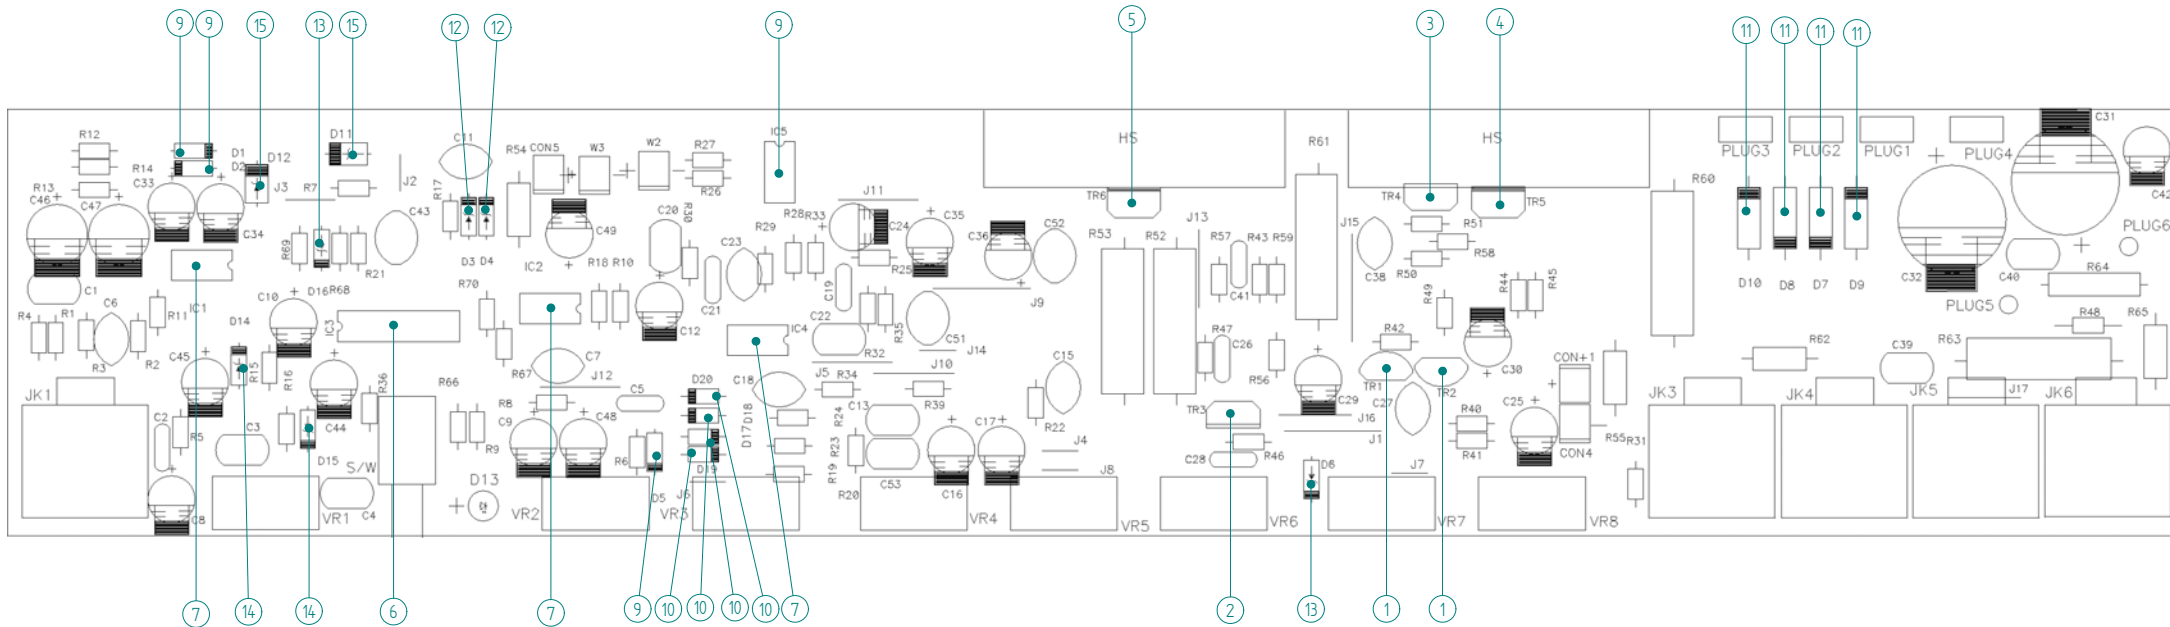 9 9 15 13 15 12 12 9 5 3 4 11 11 11 11
R12 D1 D2 D12 D11 C11 R54 CON5 W3 W2 R27 IC5 HS R61 HS PLUG3 PLUG2 PLUG1 PLUG4 C31
R14 C33 J3 R7 J2 R17 R26 J11 TR6 TR4 TR5 R60 C42
R13 C46 C47 C34 R69 R21 C43 D3 D4 C49 C20 R30 C23 R29 R28 R33 C24 C35 C36 C52 J13 J15 R51 R58 PLUG6
C1 IC1 D16 R68 IC2 R18 R10 C21 C19 R25 J9 R53 R52 R57 R43 R59 C41 C38 R50 R44 R45 D10 D8 D7 D9 C32 C40 R64
R4 R1 C6 R11 C10 IC3 R70 C12 IC4 C22 R35 C51 R49 PLUG5
R3 R2 D14 C45 R15 R16 R67 C7 R32 J14 R47 C26 R42 C30 R62 C39 R63 R48 R65
JK1 R36 R66 J12 C5 D20 C18 J5 R34 J10 R39 C15 R56 TR1 TR2 CON+1 JK3 JK4 JK5 J17 JK6
C2 R5 C3 C44 R8 C9 C48 D17 D18 R24 C13 R22 TR3 C29 C27 J16 R40 C25
S/W D15 R9 R6 D19 R19 R23 C53 C17 J4 R46 J1 R41 CON4 R55 R31
C8 VR1 C4 D13 VR2 D5 VR3 J6 R20 C16 VR4 J8 VR5 C28 VR6 D6 J7 VR7 VR8
7 14 14 6 7 9 10 10 10 10 7 2 13 1 1